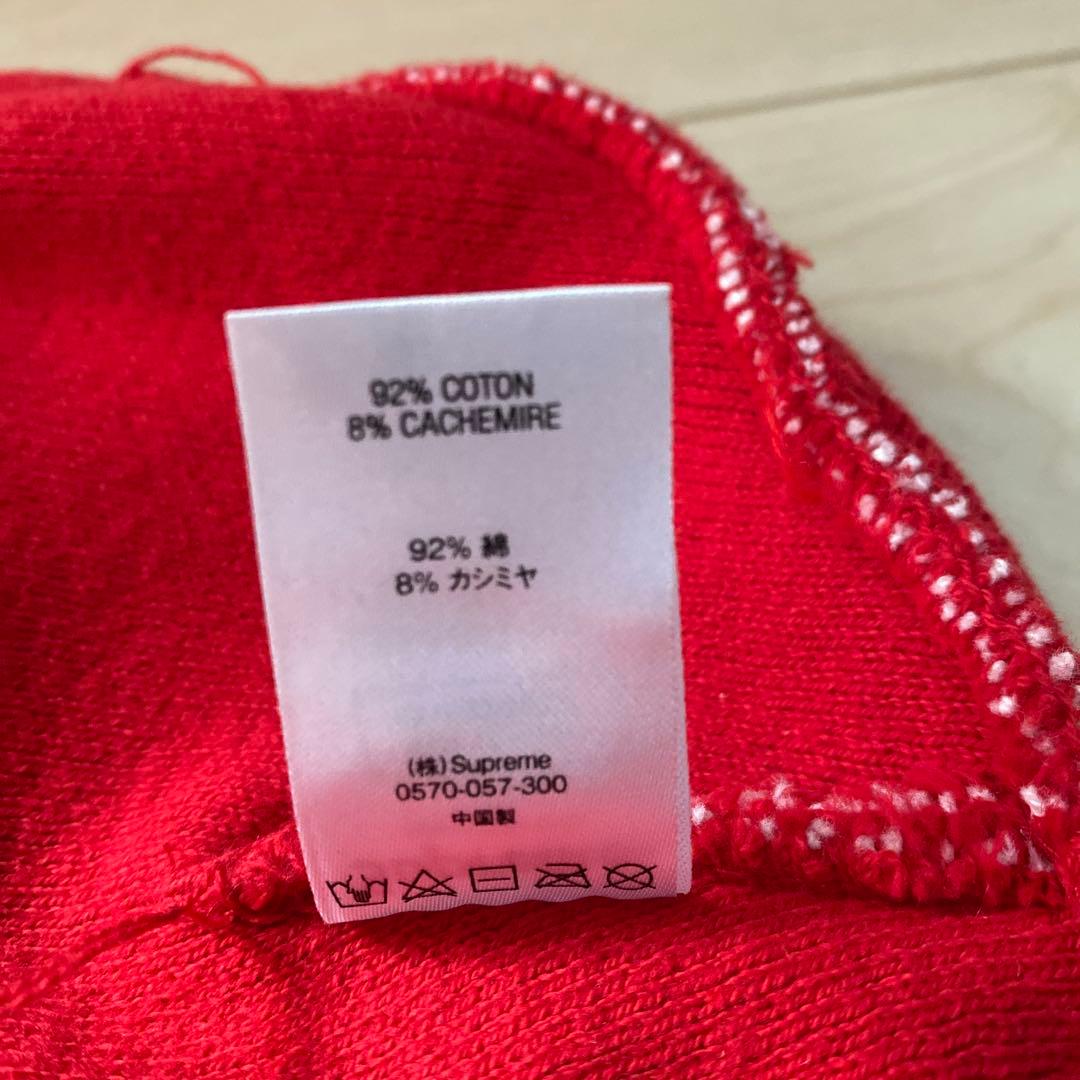 92% COTON
8% CACHEMIRE
92% 綿
8% カシミヤ
(株)Supreme
0570-057-300
中国製